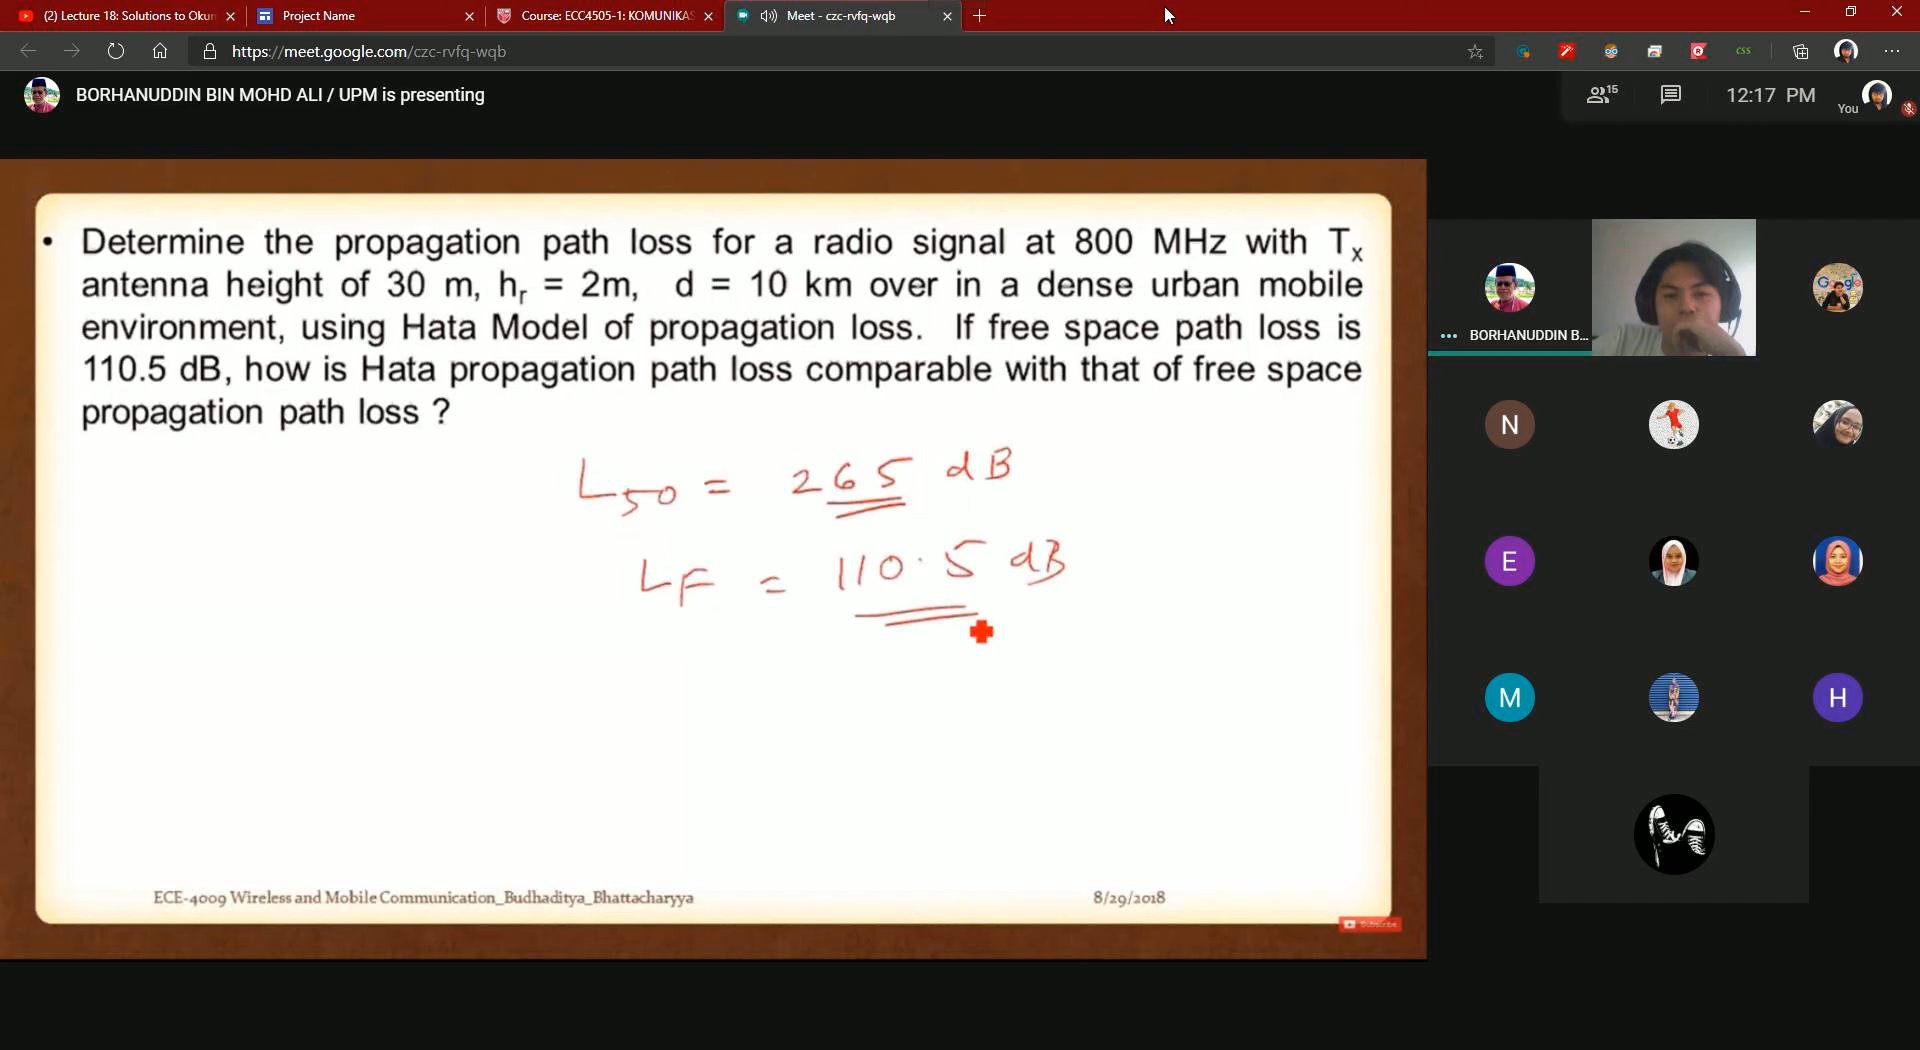 (2) Lecture 18: Solutions to Okun
Project Name
Course: ECC4505-1: KOMUNIKAS
Meet - czc-rvfq-wqb
https://meet.google.com/czc-rvfq-wqb
css
BORHANUDDIN BIN MOHD ALI / UPM is presenting
15
12:17 PM
You
• Determine the propagation path loss for a radio signal at 800 MHz with Tx
antenna height of 30 m, hr = 2m, d = 10 km over in a dense urban mobile
environment, using Hata Model of propagation loss. If free space path loss is
110.5 dB, how is Hata propagation path loss comparable with that of free space
propagation path loss ?
L50 = 265 dB
LF = 110.5 dB
ECE-4009 Wireless and Mobile Communication_Budhaditya_Bhattacharyya
8/29/2018
Subscribe
BORHANUDDIN B...
Google
N
E
M
H